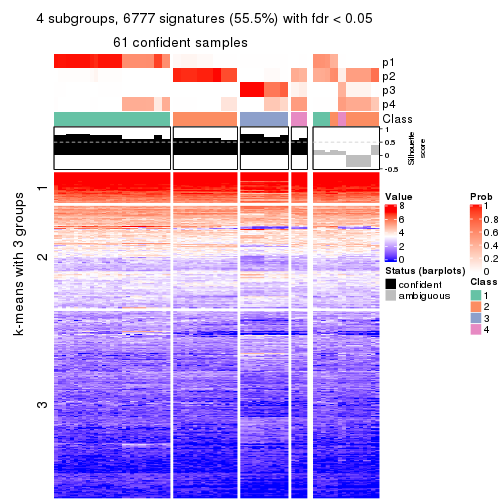 4 subgroups, 6777 signatures (55.5%) with fdr < 0.05
61 confident samples
p1
p2
p3
p4
Class
1
0.5
0
-0.5
Silhouette
score
k-means with 3 groups
1
2
3
Value
8
6
4
2
0
Status (barplots)
confident
ambiguous
Prob
1
0.8
0.6
0.4
0.2
0
Class
1
2
3
4